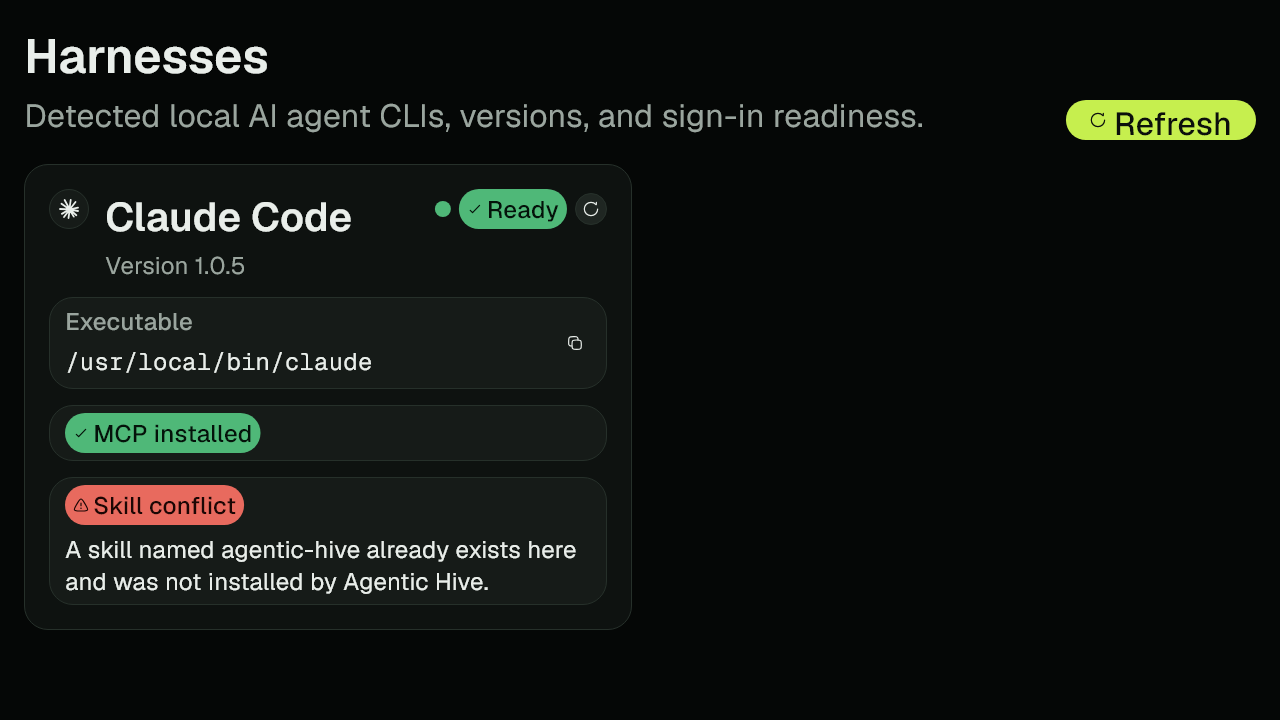 Harnesses
Detected local AI agent CLIs, versions, and sign-in readiness.
Refresh
Claude Code
Ready
Version 1.0.5
Executable
/usr/local/bin/claude
MCP installed
Skill conflict
A skill named agentic-hive already exists here
and was not installed by Agentic Hive.